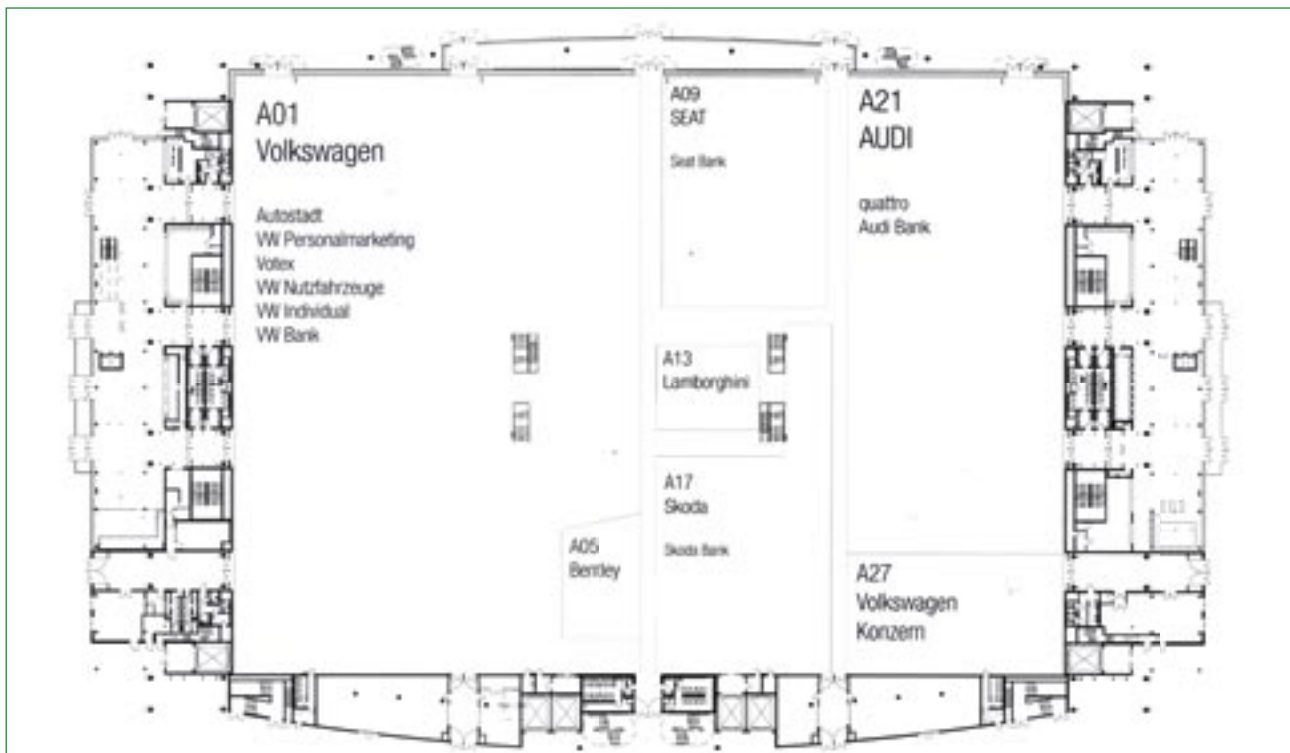 A01
Volkswagen
Autostadt
VW Personalmarketing
Votex
VW Nutzfahrzeuge
VW Individual
VW Bank
A05
Bentley
A09
SEAT
Seat Bank
A13
Lamborghini
A17
Skoda
Skoda Bank
A21
AUDI
quattro
Audi Bank
A27
Volkswagen
Konzern